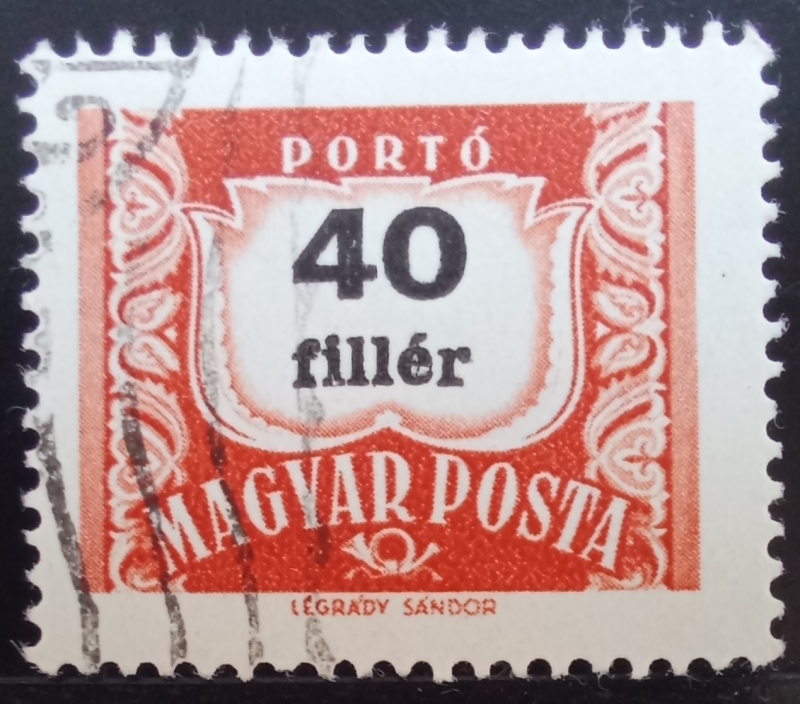 PORTÓ
40
fillér
MAGYAR POSTA
LÉGRÁDY SÁNDOR